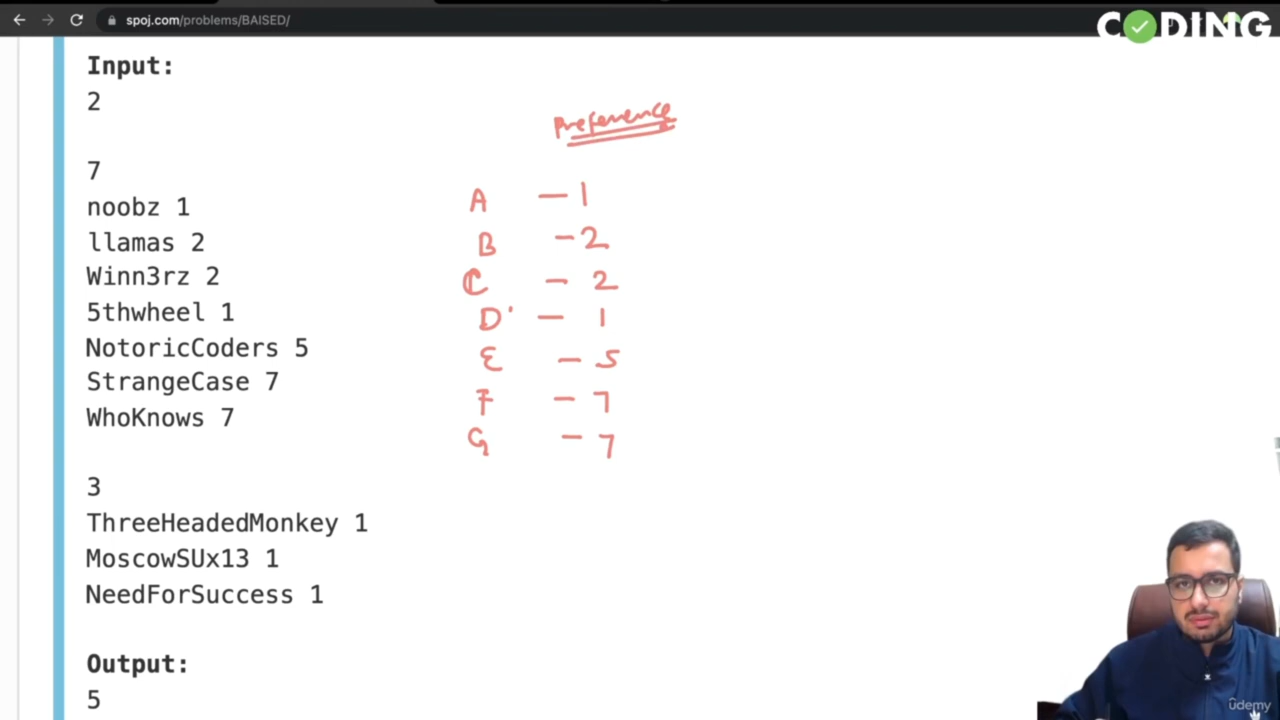 spoj.com/problems/BAISED/
CODING
Input:
2
Preference
7
noobz 1
llamas 2
Winn3rz 2
5thwheel 1
NotoricCoders 5
StrangeCase 7
WhoKnows 7
A - 1
B - 2
C - 2
D - 1
E - 5
F - 7
G - 7
3
ThreeHeadedMonkey 1
MoscowSUx13 1
NeedForSuccess 1
Output:
5
ûdemy